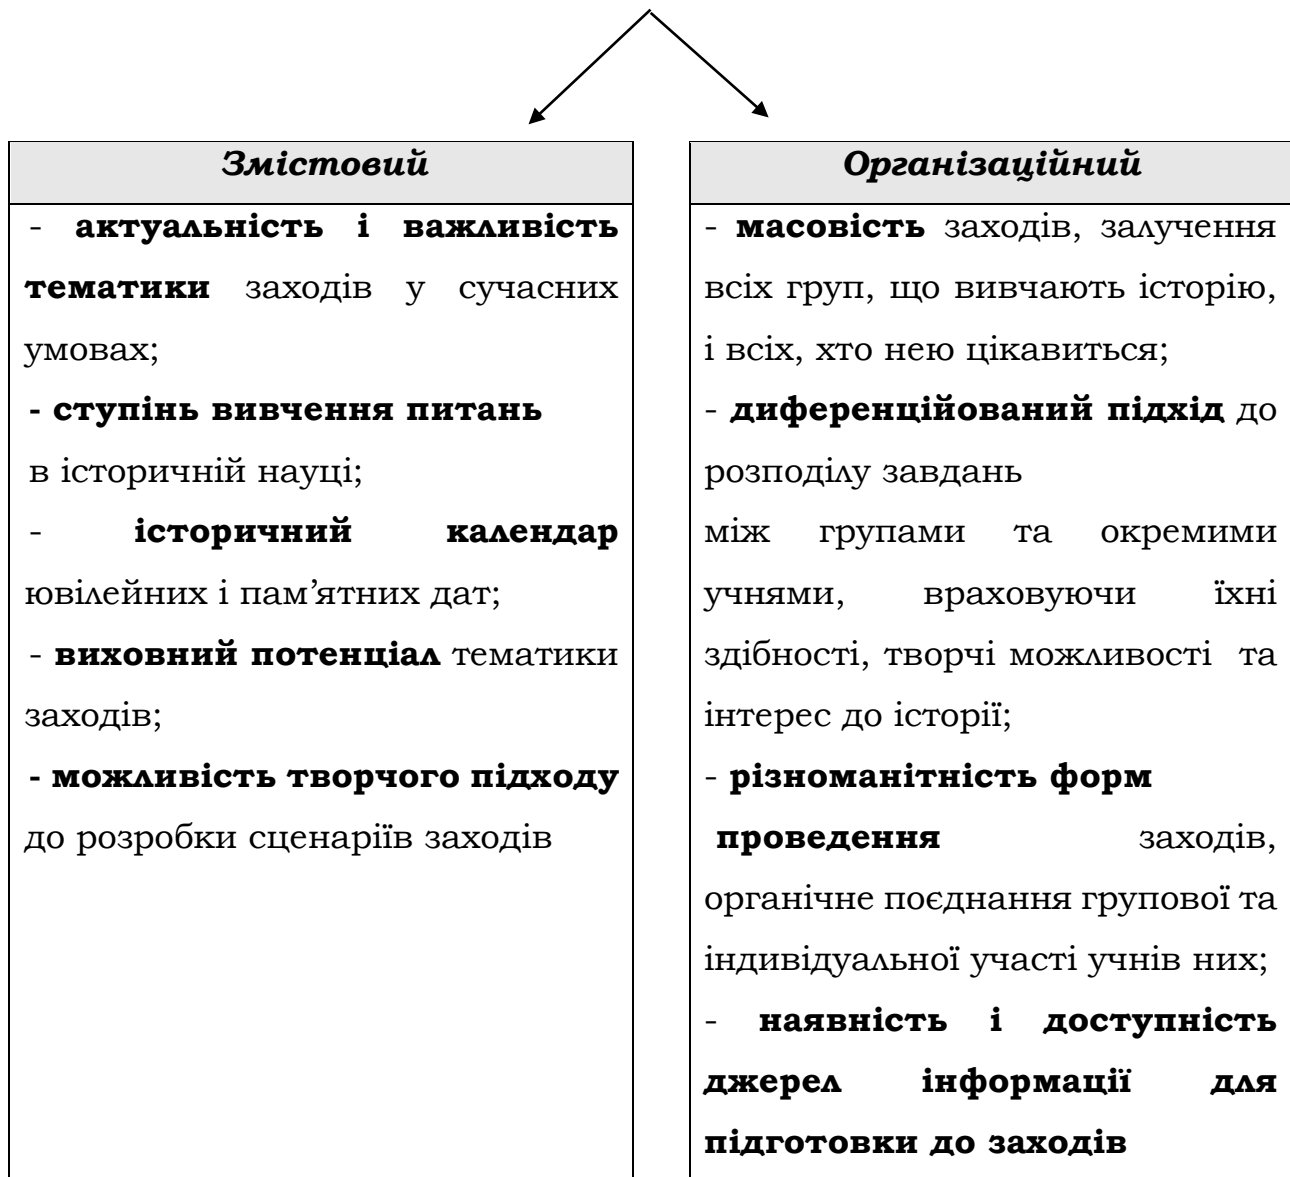 Змістовий
- актуальність і важливість
тематики заходів у сучасних
умовах;
- ступінь вивчення питань
в історичній науці;
- історичний календар
ювілейних і пам’ятних дат;
- виховний потенціал тематики
заходів;
- можливість творчого підходу
до розробки сценаріїв заходів
Організаційний
- масовість заходів, залучення
всіх груп, що вивчають історію,
і всіх, хто нею цікавиться;
- диференційований підхід до
розподілу завдань
між групами та окремими
учнями, враховуючи їхні
здібності, творчі можливості та
інтерес до історії;
- різноманітність форм
проведення заходів,
органічне поєднання групової та
індивідуальної участі учнів них;
- наявність і доступність
джерел інформації для
підготовки до заходів